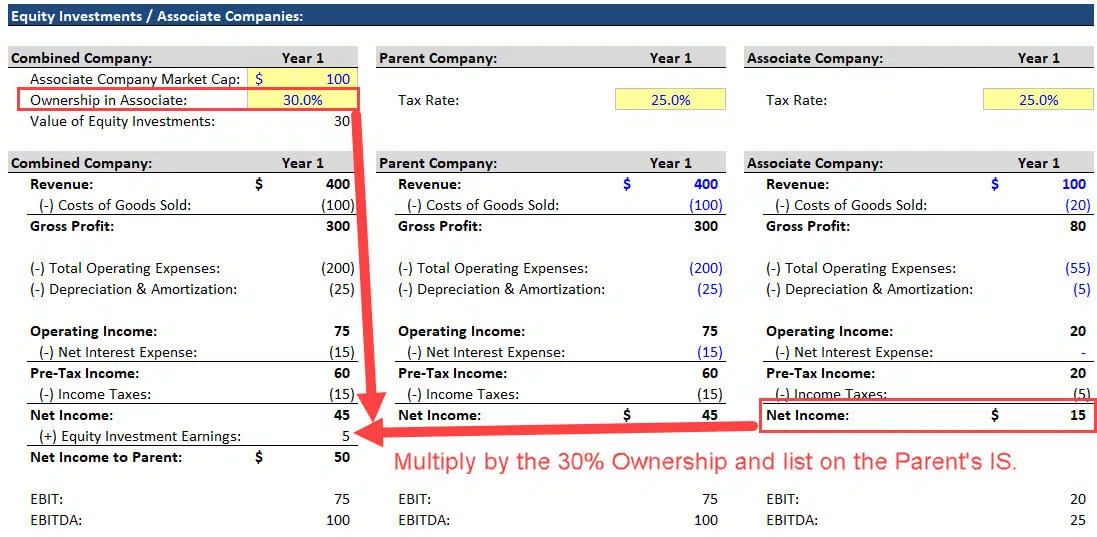 Equity Investments / Associate Companies:
Combined Company: Year 1 Parent Company: Year 1 Associate Company: Year 1
Associate Company Market Cap: $ 100
Ownership in Associate: 30.0% Tax Rate: 25.0% Tax Rate: 25.0%
Value of Equity Investments: 30
Combined Company: Year 1 Parent Company: Year 1 Associate Company: Year 1
Revenue: $ 400 Revenue: $ 400 Revenue: $ 100
(-) Costs of Goods Sold: (100) (-) Costs of Goods Sold: (100) (-) Costs of Goods Sold: (20)
Gross Profit: 300 Gross Profit: 300 Gross Profit: 80
(-) Total Operating Expenses: (200) (-) Total Operating Expenses: (200) (-) Total Operating Expenses: (55)
(-) Depreciation & Amortization: (25) (-) Depreciation & Amortization: (25) (-) Depreciation & Amortization: (5)
Operating Income: 75 Operating Income: 75 Operating Income: 20
(-) Net Interest Expense: (15) (-) Net Interest Expense: (15) (-) Net Interest Expense: -
Pre-Tax Income: 60 Pre-Tax Income: 60 Pre-Tax Income: 20
(-) Income Taxes: (15) (-) Income Taxes: (15) (-) Income Taxes: (5)
Net Income: 45 Net Income: $ 45 Net Income: $ 15
(+) Equity Investment Earnings: 5
Net Income to Parent: $ 50 Multiply by the 30% Ownership and list on the Parent's IS.
EBIT: 75 EBIT: 75 EBIT: 20
EBITDA: 100 EBITDA: 100 EBITDA: 25